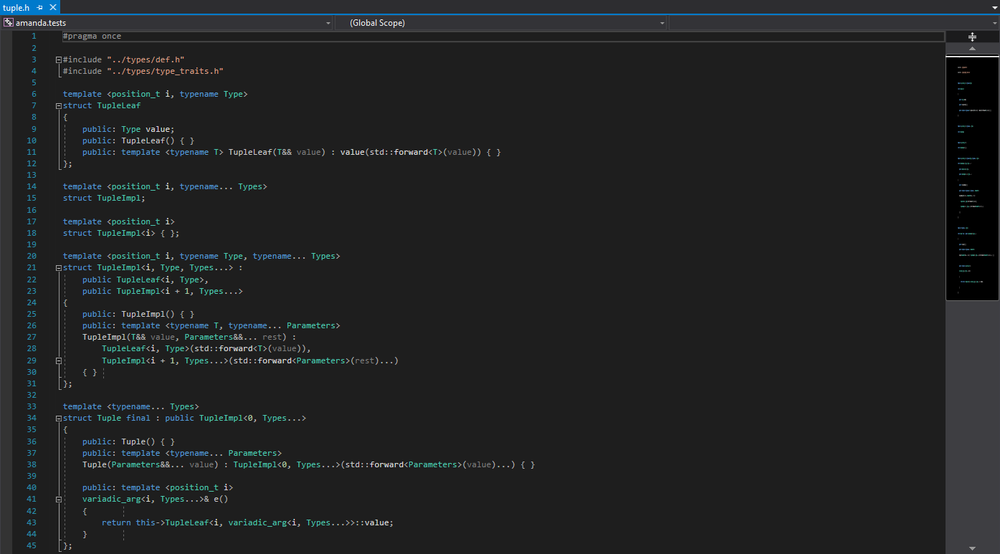 tuple.h
amanda.tests (Global Scope)
1 #pragma once
2
3 #include "../types/def.h"
4 #include "../types/type_traits.h"
5
6 template <position_t i, typename Type>
7 struct TupleLeaf
8 {
9 public: Type value;
10 public: TupleLeaf() { }
11 public: template <typename T> TupleLeaf(T&& value) : value(std::forward<T>(value)) { }
12 };
13
14 template <position_t i, typename... Types>
15 struct TupleImpl;
16
17 template <position_t i>
18 struct TupleImpl<i> { };
19
20 template <position_t i, typename Type, typename... Types>
21 struct TupleImpl<i, Type, Types...> :
22 public TupleLeaf<i, Type>,
23 public TupleImpl<i + 1, Types...>
24 {
25 public: TupleImpl() { }
26 public: template <typename T, typename... Parameters>
27 TupleImpl(T&& value, Parameters&&... rest) :
28 TupleLeaf<i, Type>(std::forward<T>(value)),
29 TupleImpl<i + 1, Types...>(std::forward<Parameters>(rest)...)
30 { }
31 };
32
33 template <typename... Types>
34 struct Tuple final : public TupleImpl<0, Types...>
35 {
36 public: Tuple() { }
37 public: template <typename... Parameters>
38 Tuple(Parameters&&... value) : TupleImpl<0, Types...>(std::forward<Parameters>(value)...) { }
39
40 public: template <position_t i>
41 variadic_arg<i, Types...>& e()
42 {
43 return this->TupleLeaf<i, variadic_arg<i, Types...>>::value;
44 }
45 };